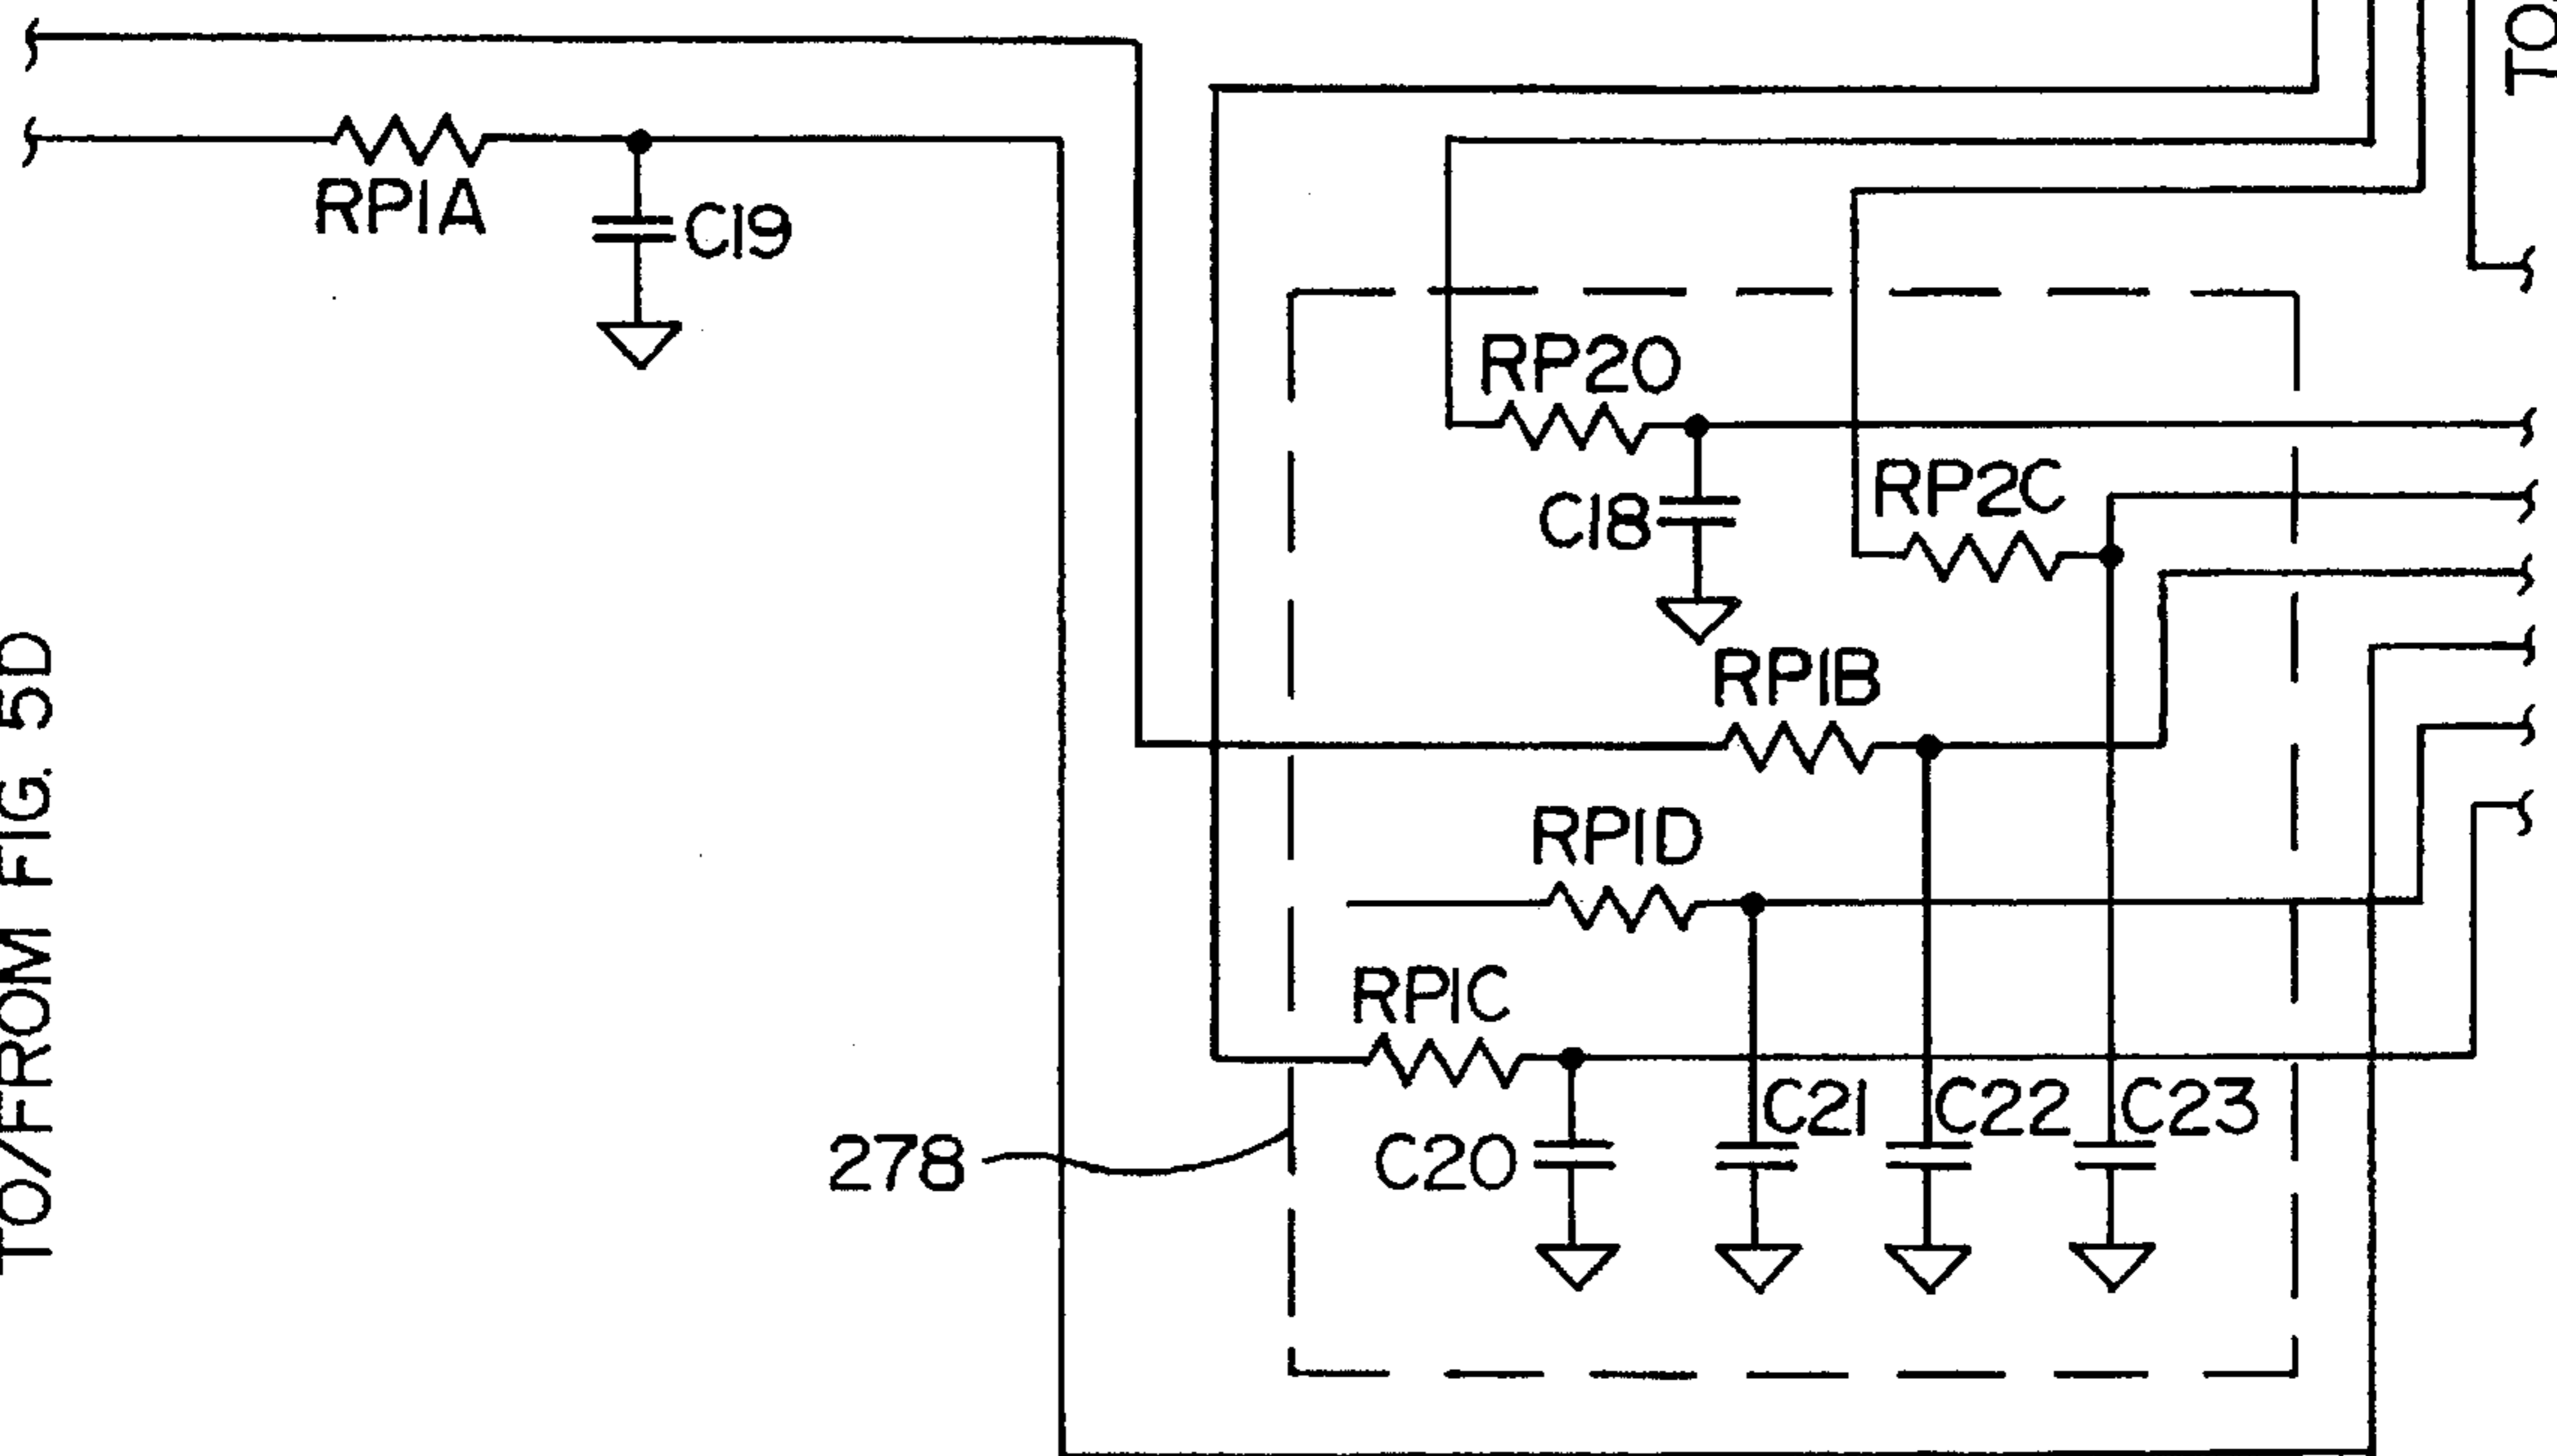 TO
RP1A
C19
RP20
C18
RP2C
TO/FROM FIG. 5D
RP1B
RP1D
RP1C
278
C20
C21
C22
C23